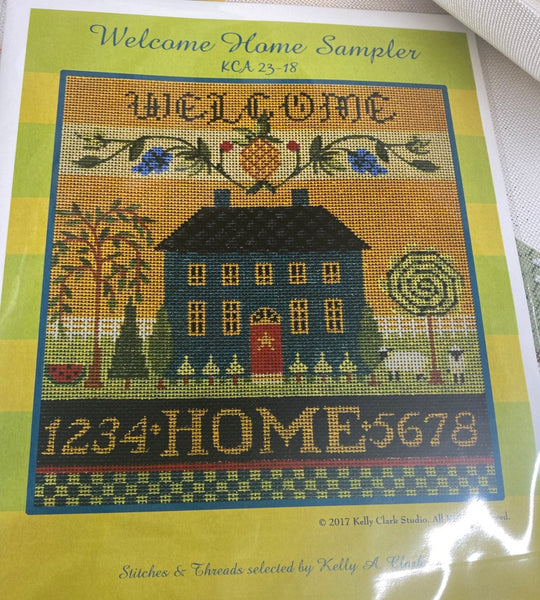 Welcome Home Sampler
KCA 23-18
WELCOME
1234·HOME·5678
© 2017 Kelly Clark Studio. All
Stitches & Threads selected by Kelly A. Clark